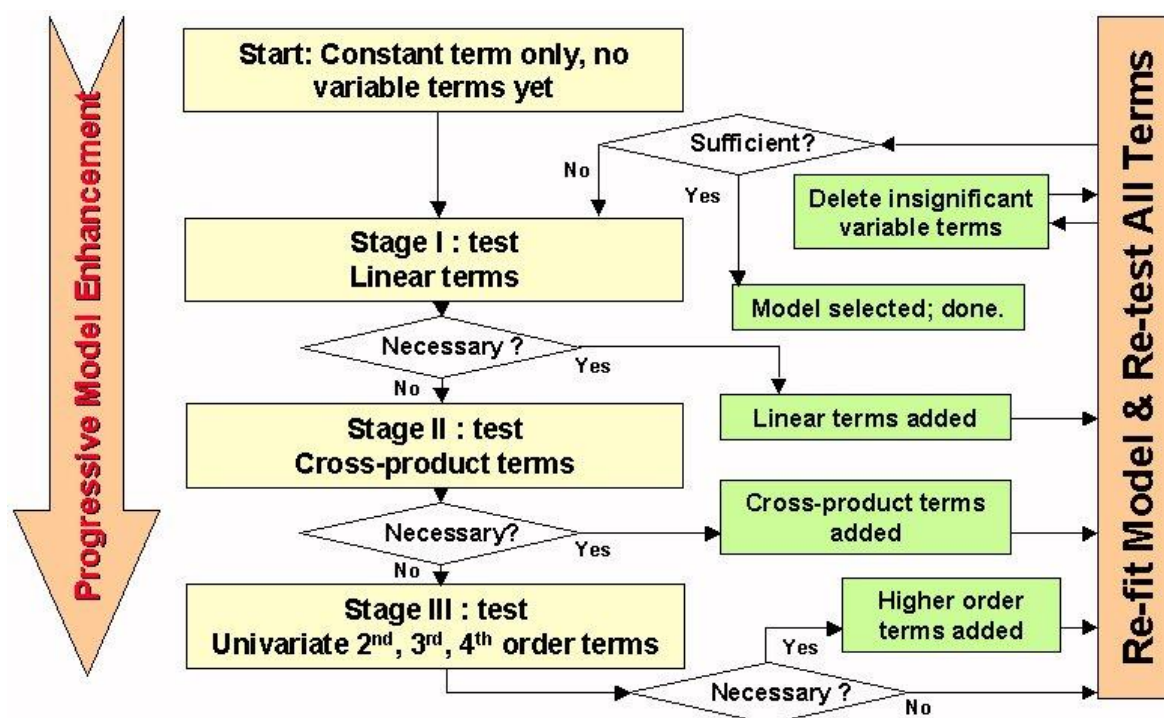 Progressive Model Enhancement
Start: Constant term only, no
variable terms yet
Sufficient?
No
Yes
Delete insignificant
variable terms
Stage I : test
Linear terms
Model selected; done.
Necessary ?
Yes
No
Linear terms added
Stage II : test
Cross-product terms
Necessary?
Yes
No
Cross-product terms
added
Stage III : test
Univariate 2nd, 3rd, 4th order terms
Higher order
terms added
Yes
Necessary ?
No
Re-fit Model & Re-test All Terms